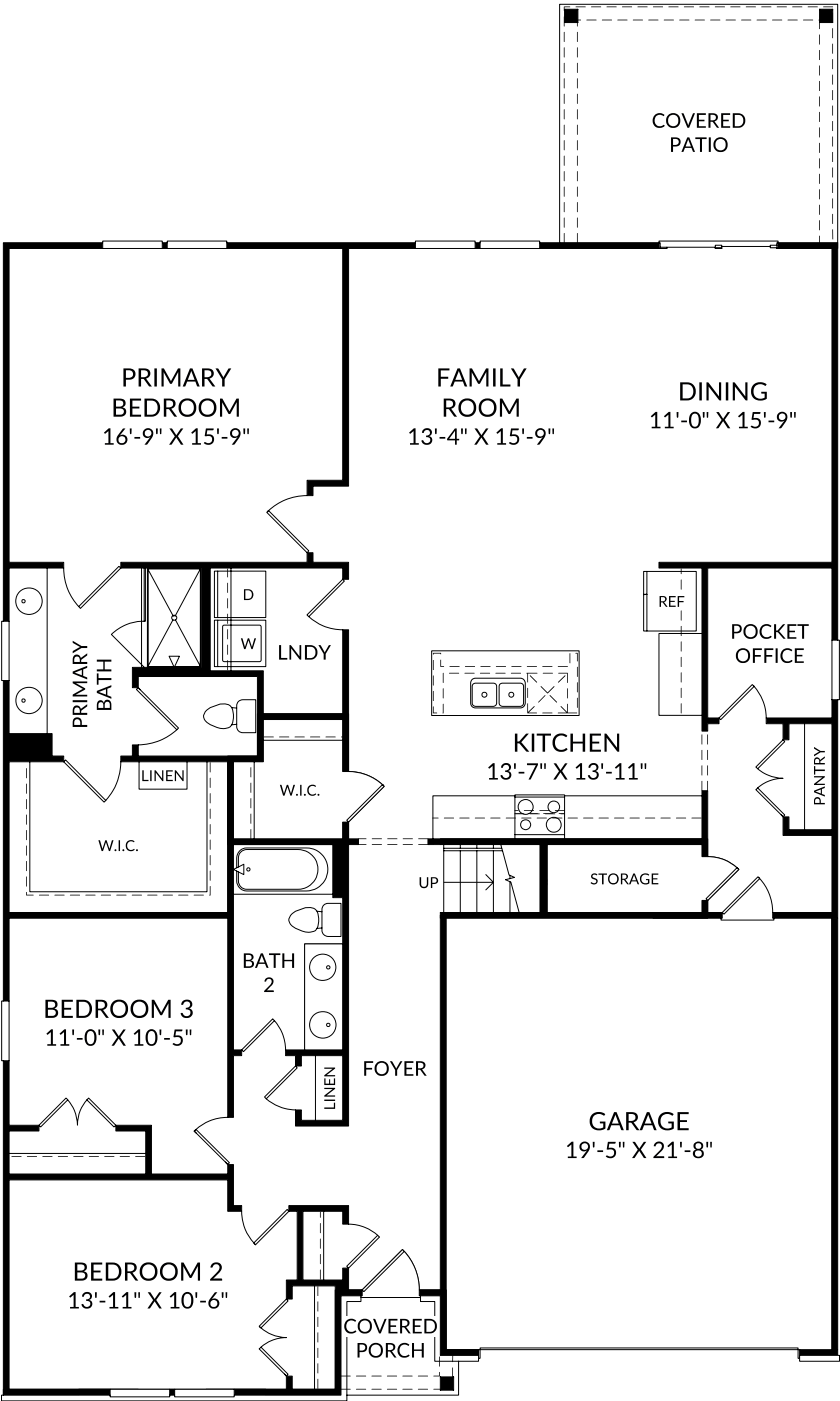 COVERED
PATIO
PRIMARY
BEDROOM
16'-9" X 15'-9"
FAMILY
ROOM
13'-4" X 15'-9"
DINING
11'-0" X 15'-9"
D
W
LNDY
REF
POCKET
OFFICE
PRIMARY
BATH
KITCHEN
13'-7" X 13'-11"
LINEN
W.I.C.
PANTRY
W.I.C.
UP
STORAGE
BATH
2
BEDROOM 3
11'-0" X 10'-5"
FOYER
LINEN
GARAGE
19'-5" X 21'-8"
BEDROOM 2
13'-11" X 10'-6"
COVERED
PORCH